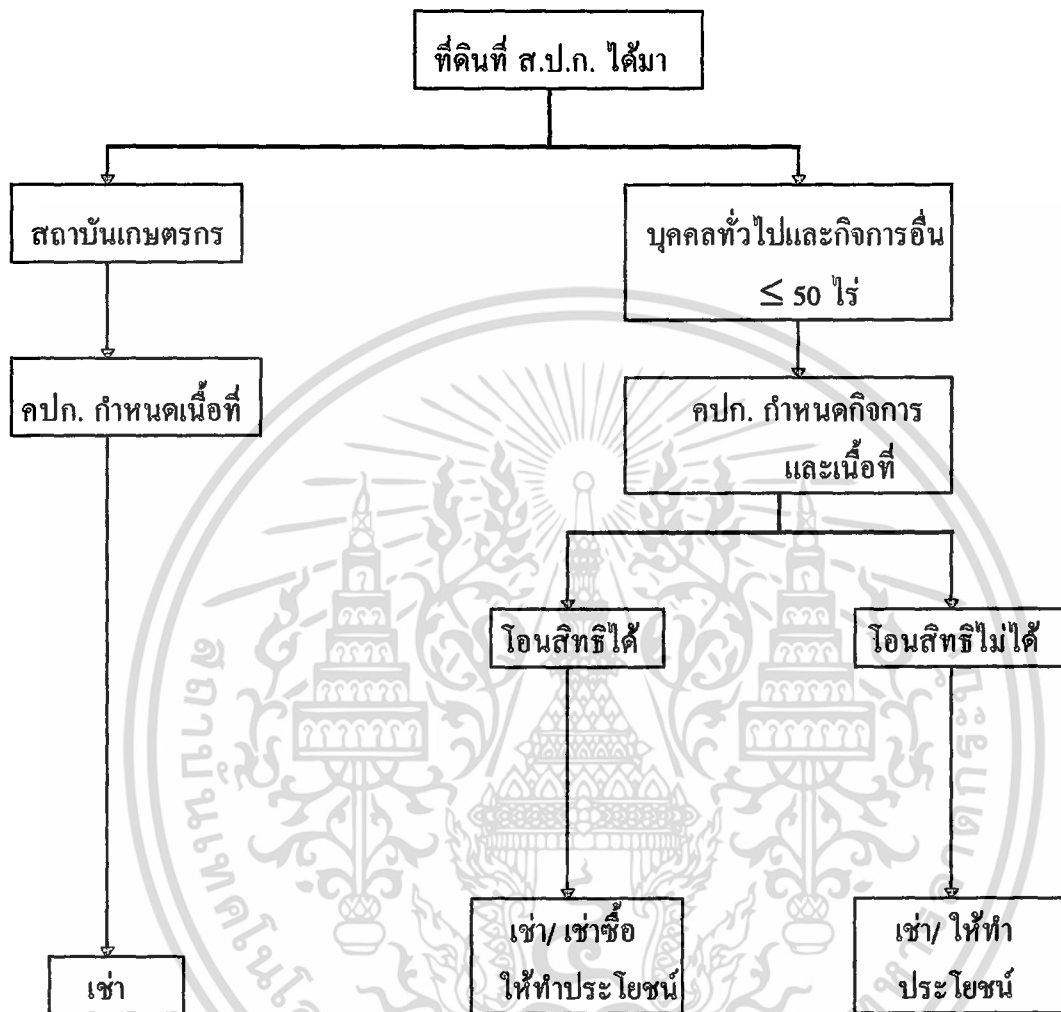 ที่ดินที่ ส.ป.ก. ได้มา
สถาบันเกษตรกร
บุคคลทั่วไปและกิจการอื่น
≤ 50 ไร่
คปก. กำหนดเนื้อที่
คปก. กำหนดกิจการ
และเนื้อที่
โอนสิทธิได้
โอนสิทธิไม่ได้
เช่า
เช่า/ เช่าซื้อ
ให้ทำประโยชน์
เช่า/ ให้ทำ
ประโยชน์